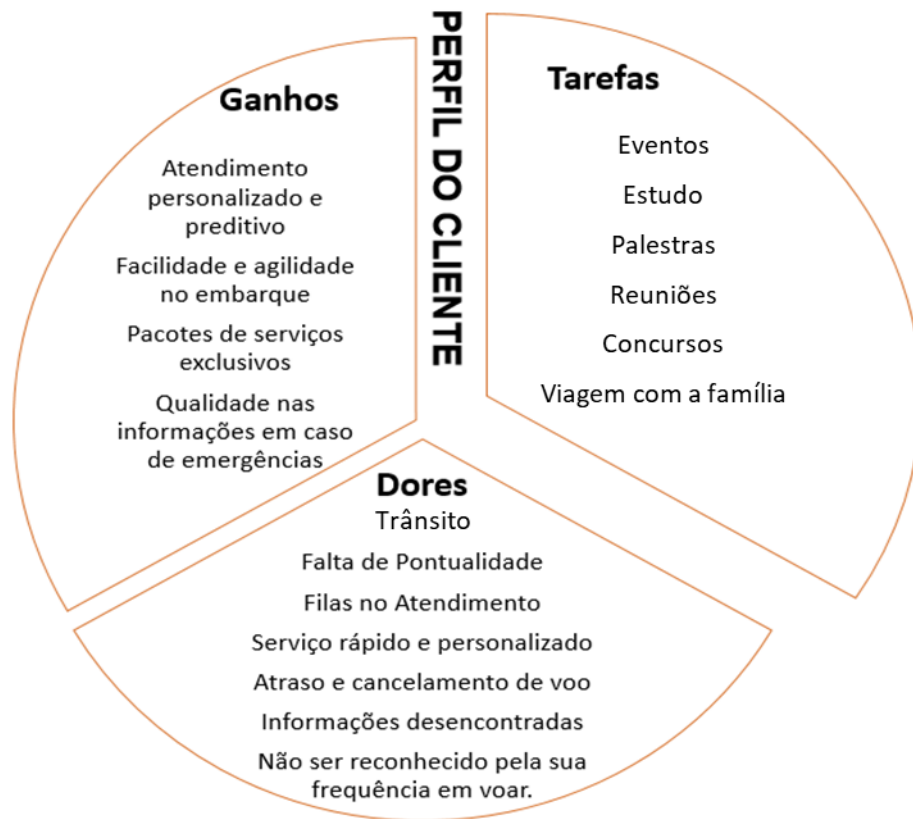 PERFIL DO CLIENTE
Ganhos
Atendimento
personalizado e
preditivo
Facilidade e agilidade
no embarque
Pacotes de serviços
exclusivos
Qualidade nas
informações em caso
de emergências
Tarefas
Eventos
Estudo
Palestras
Reuniões
Concursos
Viagem com a família
Dores
Trânsito
Falta de Pontualidade
Filas no Atendimento
Serviço rápido e personalizado
Atraso e cancelamento de voo
Informações desencontradas
Não ser reconhecido pela sua
frequência em voar.